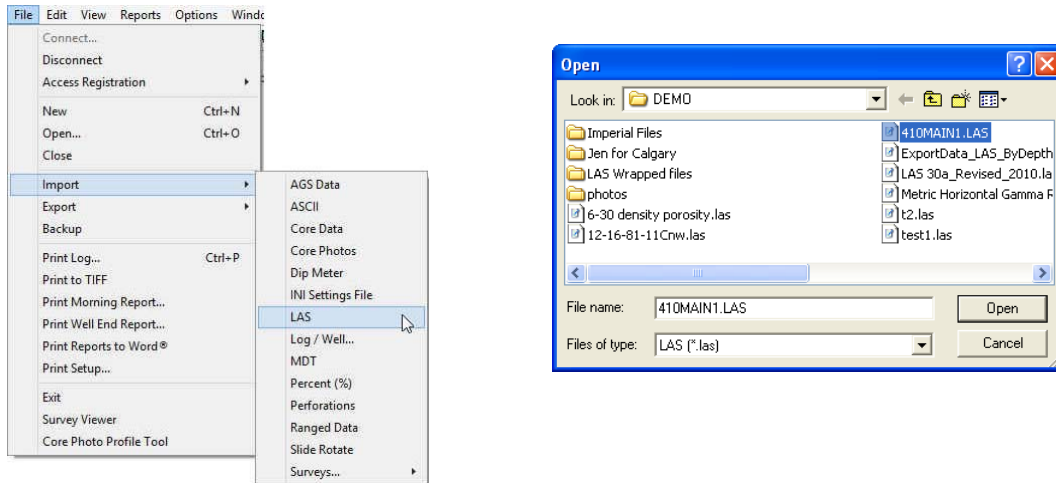 File Edit View Reports Options Windo
Connect...
Disconnect
Access Registration
New Ctrl+N
Open... Ctrl+O
Close
Import
Export
Backup
Print Log... Ctrl+P
Print to TIFF
Print Morning Report...
Print Well End Report...
Print Reports to Word®
Print Setup...
Exit
Survey Viewer
Core Photo Profile Tool
AGS Data
ASCII
Core Data
Core Photos
Dip Meter
INI Settings File
LAS
Log / Well...
MDT
Percent (%)
Perforations
Ranged Data
Slide Rotate
Surveys...
Open
Look in: DEMO
Imperial Files
Jen for Calgary
LAS Wrapped files
photos
6-30 density porosity.las
12-16-81-11Cnw.las
410MAIN1.LAS
ExportData_LAS_ByDepth
LAS 30a_Revised_2010.la
Metric Horizontal Gamma R
t2.las
test1.las
File name: 410MAIN1.LAS Open
Files of type: LAS (*.las) Cancel